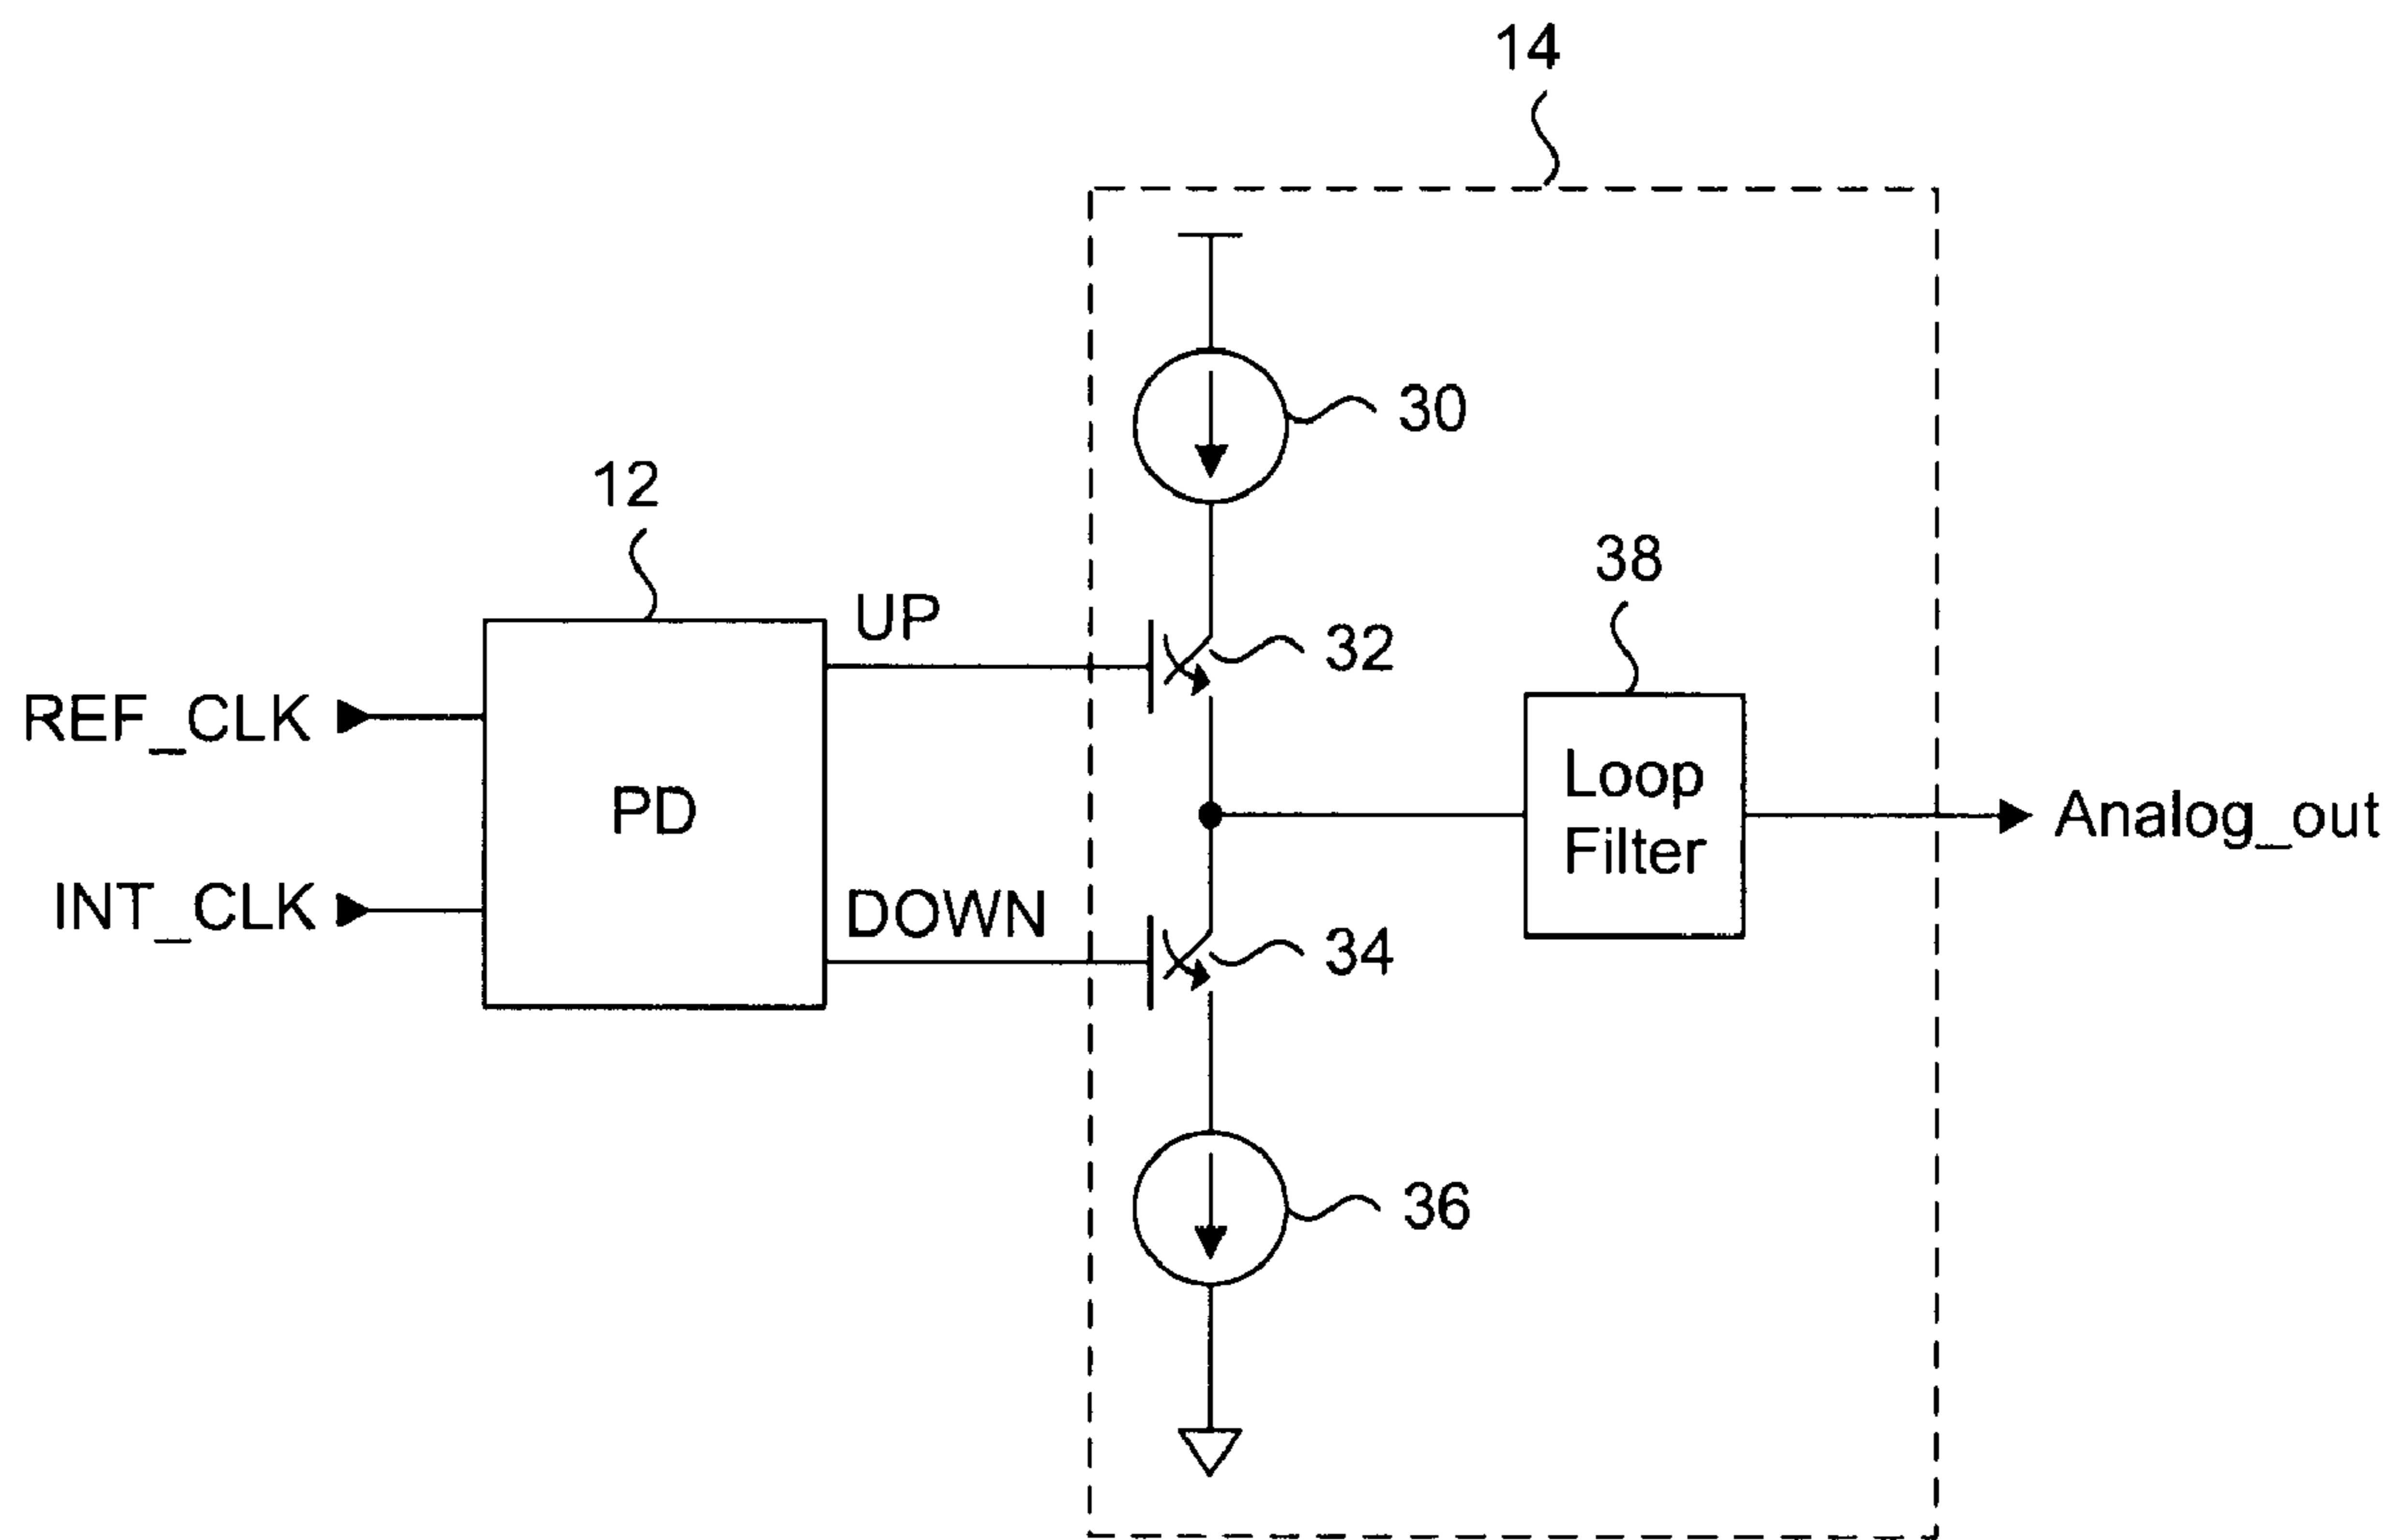 14
30
12
38
UP
32
REF_CLK
PD
Loop
Filter
Analog_out
INT_CLK
DOWN
34
36